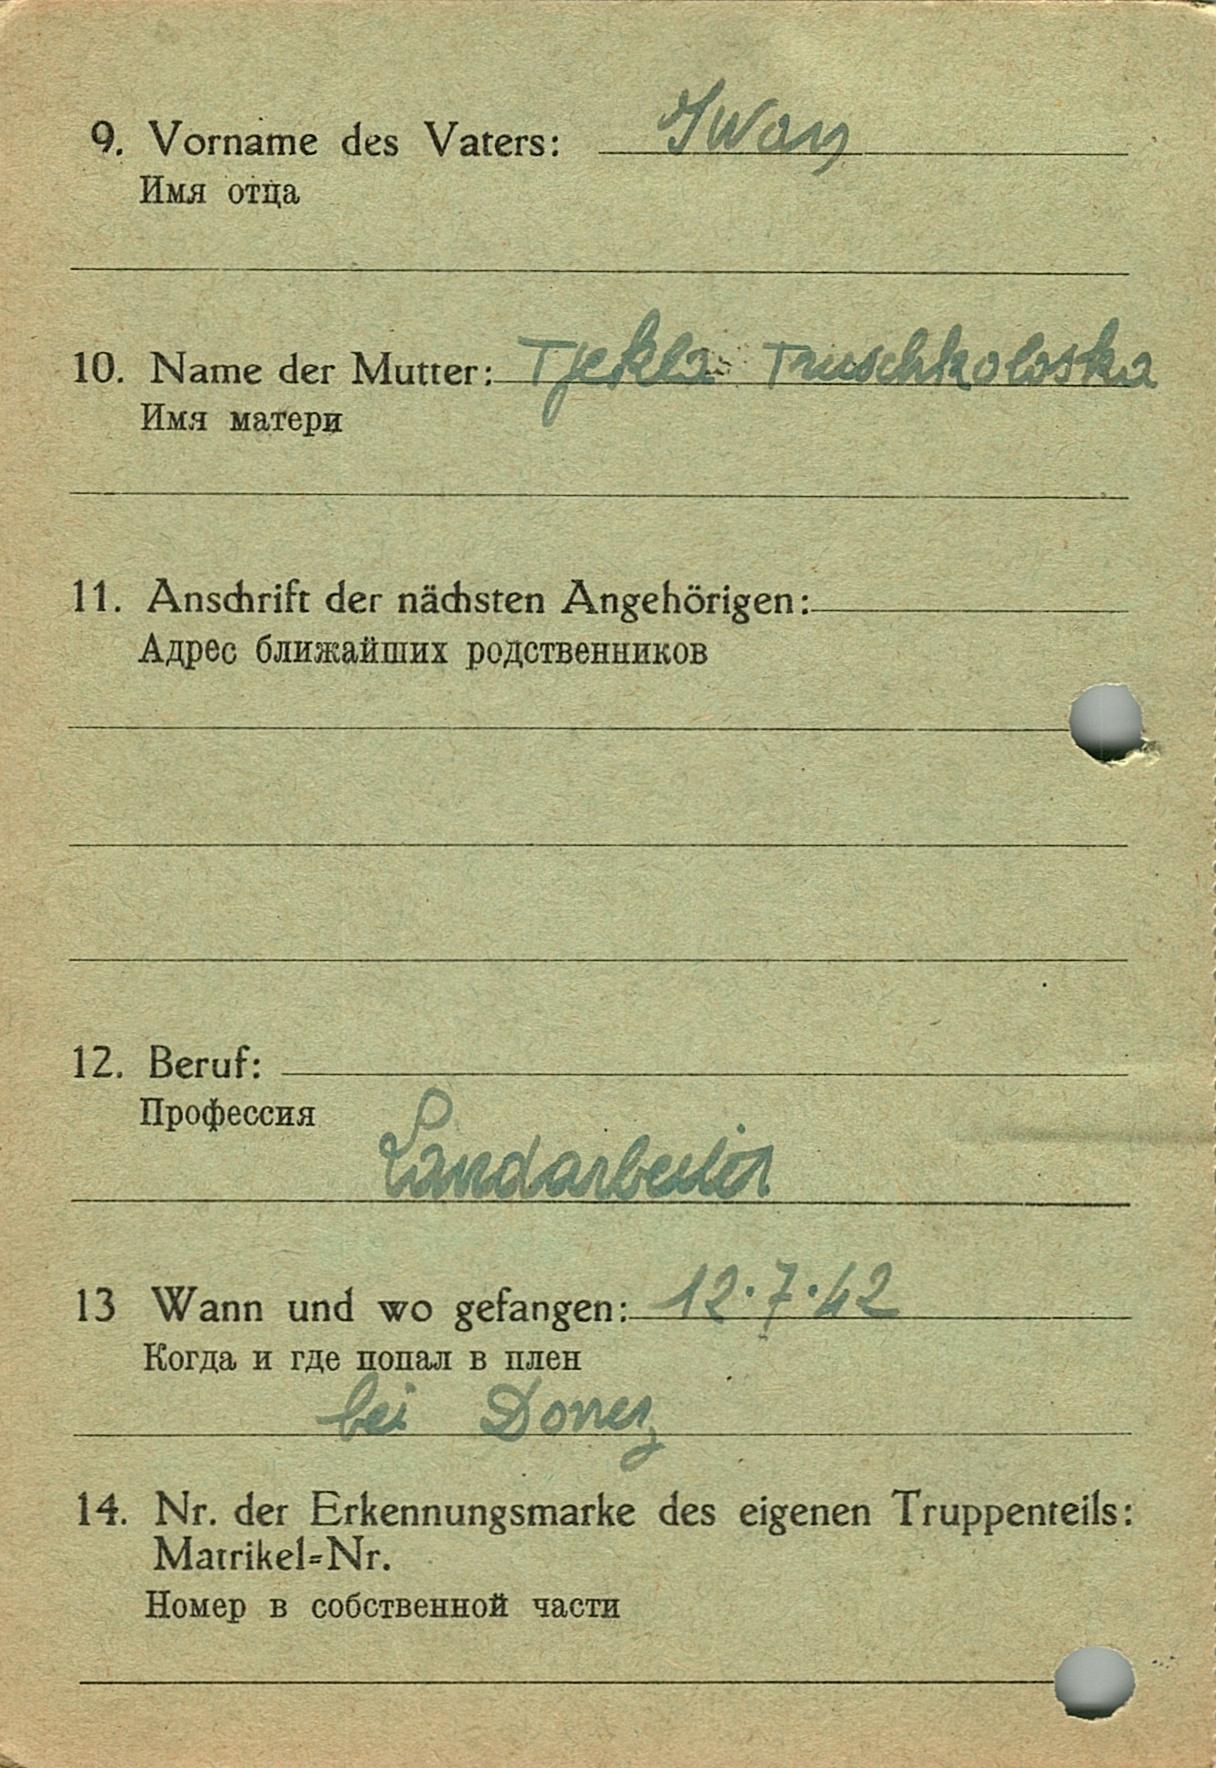 9. Vorname des Vaters: Iwan
Имя отца
10. Name der Mutter: Tjekla Truschkoloska
Имя матери
11. Anschrift der nächsten Angehörigen:
Адрес ближайших родственников
12. Beruf:
Профессия
Landarbeiter
13 Wann und wo gefangen: 12.7.42
Когда и где попал в плен
bei Donez
14. Nr. der Erkennungsmarke des eigenen Truppenteils:
Matrikel=Nr.
Номер в собственной части